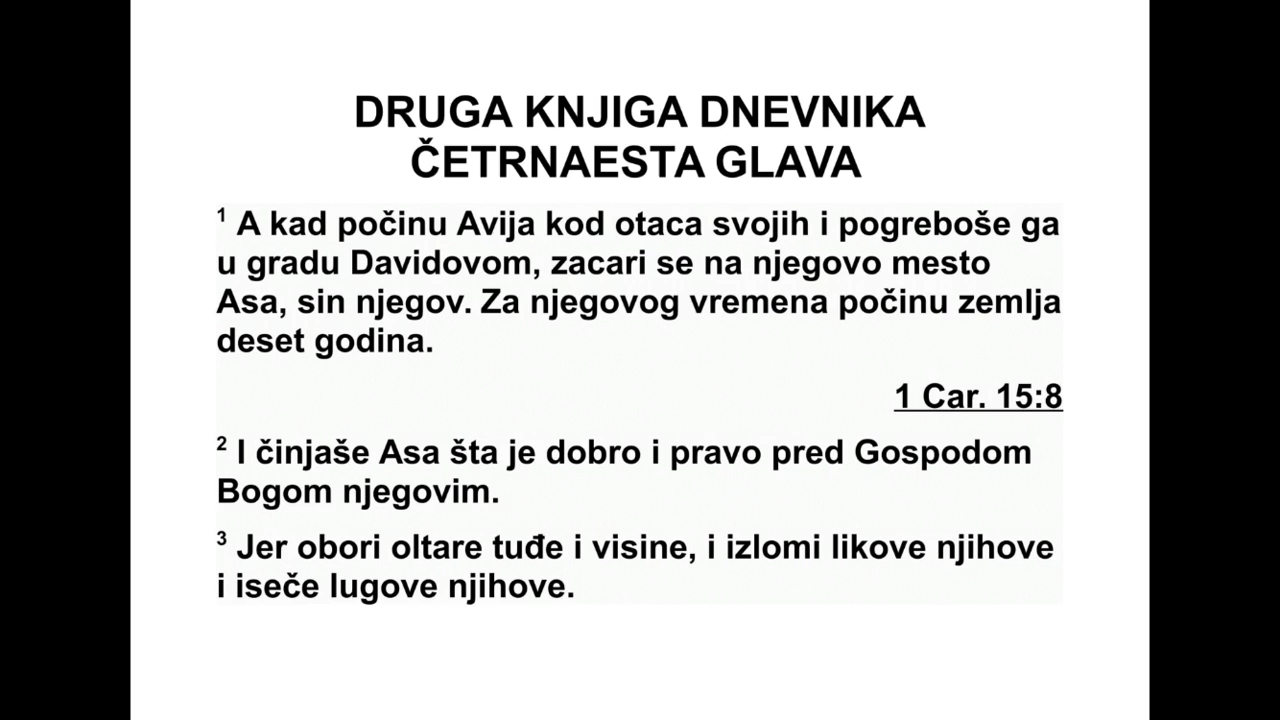 DRUGA KNJIGA DNEVNIKA
ČETRNAESTA GLAVA
1 A kad počinu Avija kod otaca svojih i pogreboše ga
u gradu Davidovom, zacari se na njegovo mesto
Asa, sin njegov. Za njegovog vremena počinu zemlja
deset godina.
1 Car. 15:8
2 I činjaše Asa šta je dobro i pravo pred Gospodom
Bogom njegovim.
3 Jer obori oltare tuđe i visine, i izlomi likove njihove
i iseče lugove njihove.